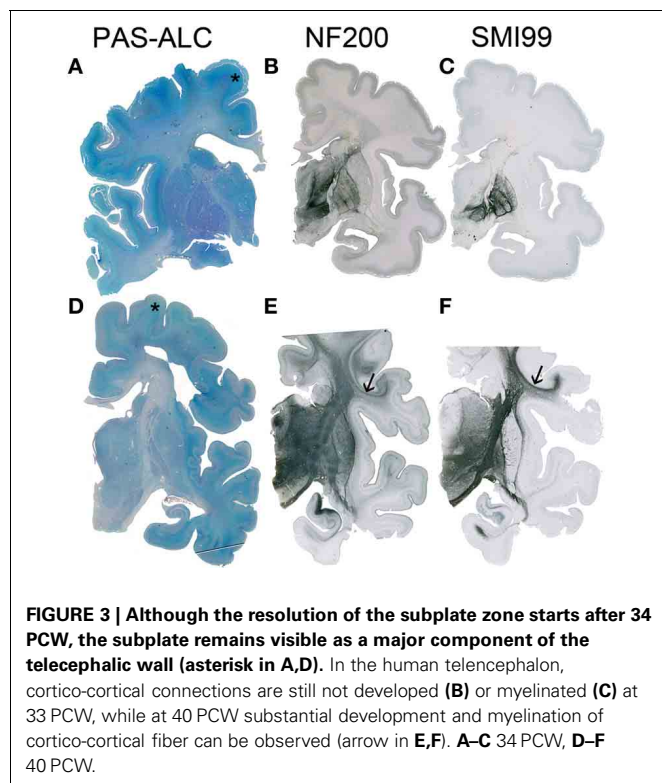 PAS-ALC NF200 SMI99
A B C
*
D E F
*
FIGURE 3 | Although the resolution of the subplate zone starts after 34
PCW, the subplate remains visible as a major component of the
telecephalic wall (asterisk in A,D). In the human telencephalon,
cortico-cortical connections are still not developed (B) or myelinated (C) at
33 PCW, while at 40 PCW substantial development and myelination of
cortico-cortical fiber can be observed (arrow in E,F). A–C 34 PCW, D–F
40 PCW.